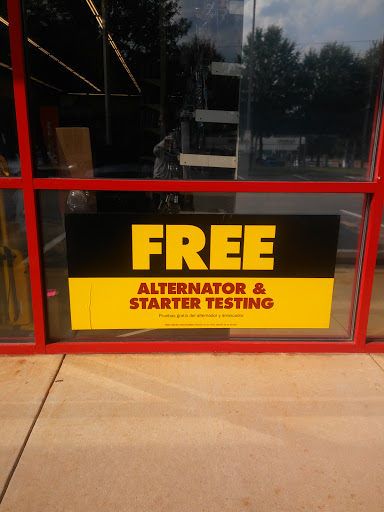 FREE
ALTERNATOR &
STARTER TESTING
Pruebas gratis del alternador y arrancador